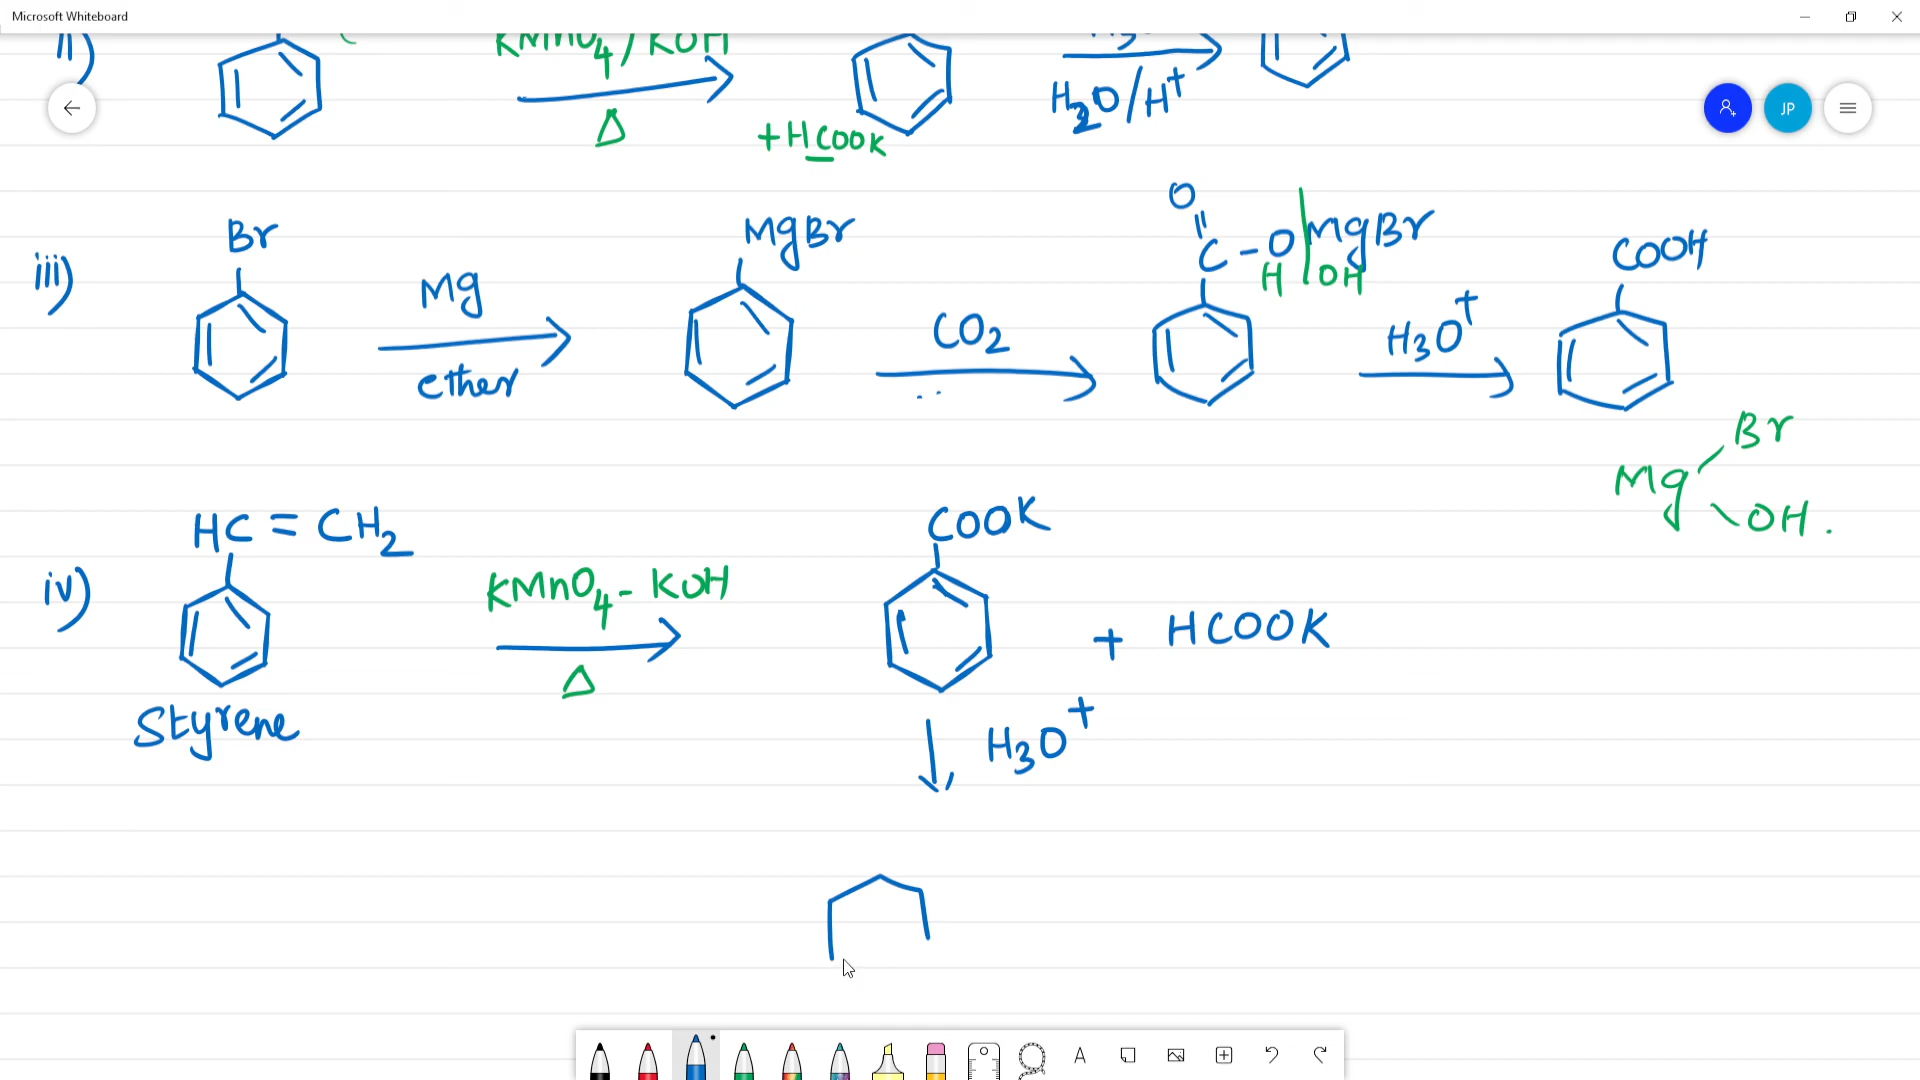 Microsoft Whiteboard
ii)
KMnO4/KOH
Δ
+HCOOK
H2O/H+
JP
iii)
Br
Mg
ether
MgBr
CO2
O
C-OMgBr
H OH
H3O+
COOH
Mg Br
OH.
iv)
HC=CH2
Styrene
KMnO4-KOH
Δ
COOK
+ HCOOK
H3O+
A